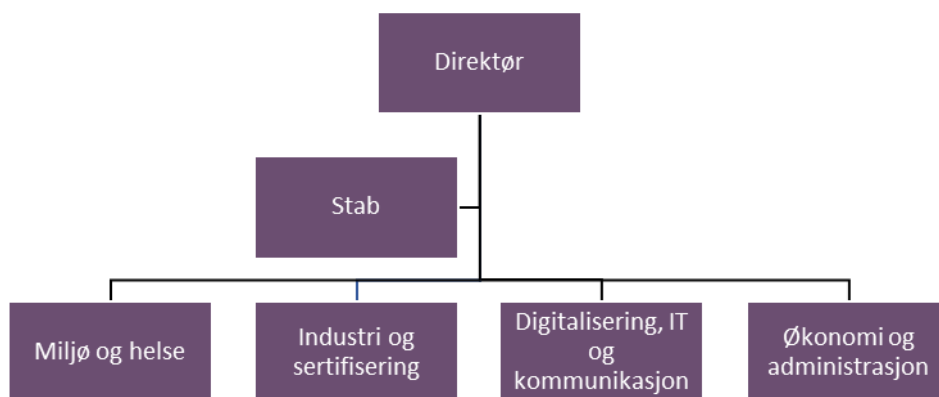 Direktør
Stab
Miljø og helse
Industri og
sertifisering
Digitalisering, IT
og
kommunikasjon
Økonomi og
administrasjon